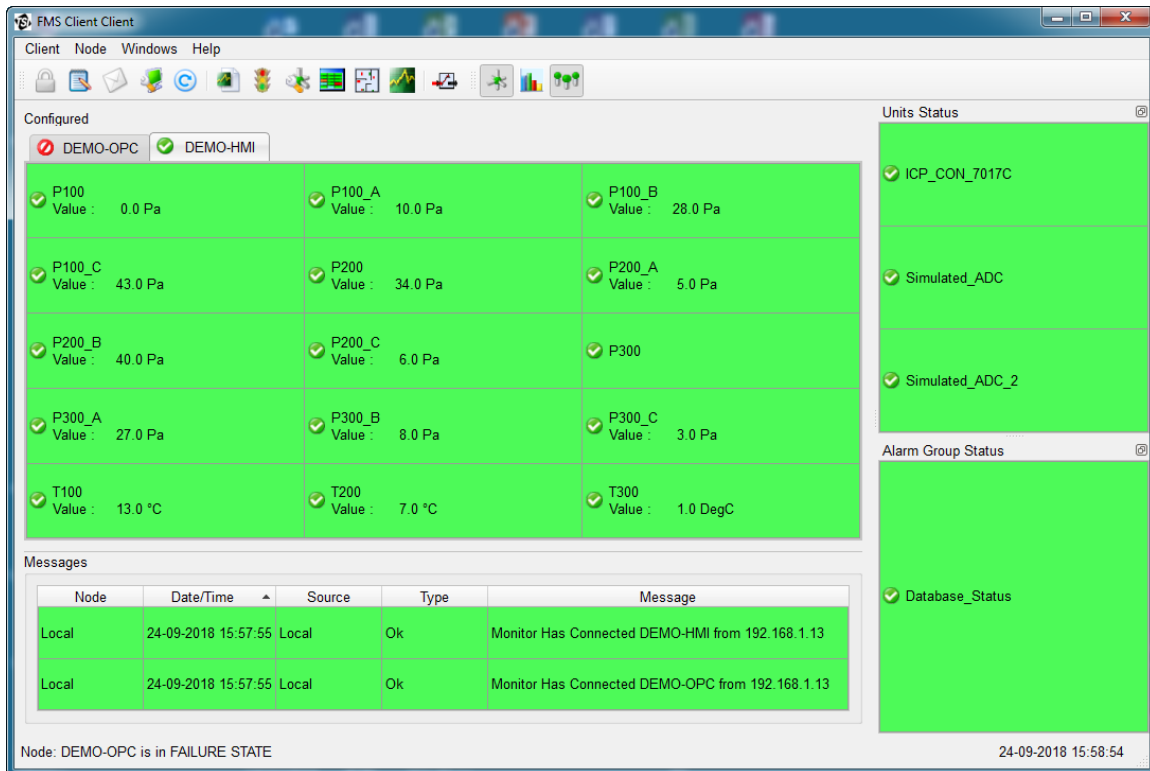 FMS Client Client
Client Node Windows Help
Configured
DEMO-OPC DEMO-HMI
P100
Value : 0.0 Pa
P100_A
Value : 10.0 Pa
P100_B
Value : 28.0 Pa
P100_C
Value : 43.0 Pa
P200
Value : 34.0 Pa
P200_A
Value : 5.0 Pa
P200_B
Value : 40.0 Pa
P200_C
Value : 6.0 Pa
P300
P300_A
Value : 27.0 Pa
P300_B
Value : 8.0 Pa
P300_C
Value : 3.0 Pa
T100
Value : 13.0 °C
T200
Value : 7.0 °C
T300
Value : 1.0 DegC
Units Status
ICP_CON_7017C
Simulated_ADC
Simulated_ADC_2
Alarm Group Status
Database_Status
Messages
Node Date/Time Source Type Message
Local 24-09-2018 15:57:55 Local Ok Monitor Has Connected DEMO-HMI from 192.168.1.13
Local 24-09-2018 15:57:55 Local Ok Monitor Has Connected DEMO-OPC from 192.168.1.13
Node: DEMO-OPC is in FAILURE STATE 24-09-2018 15:58:54